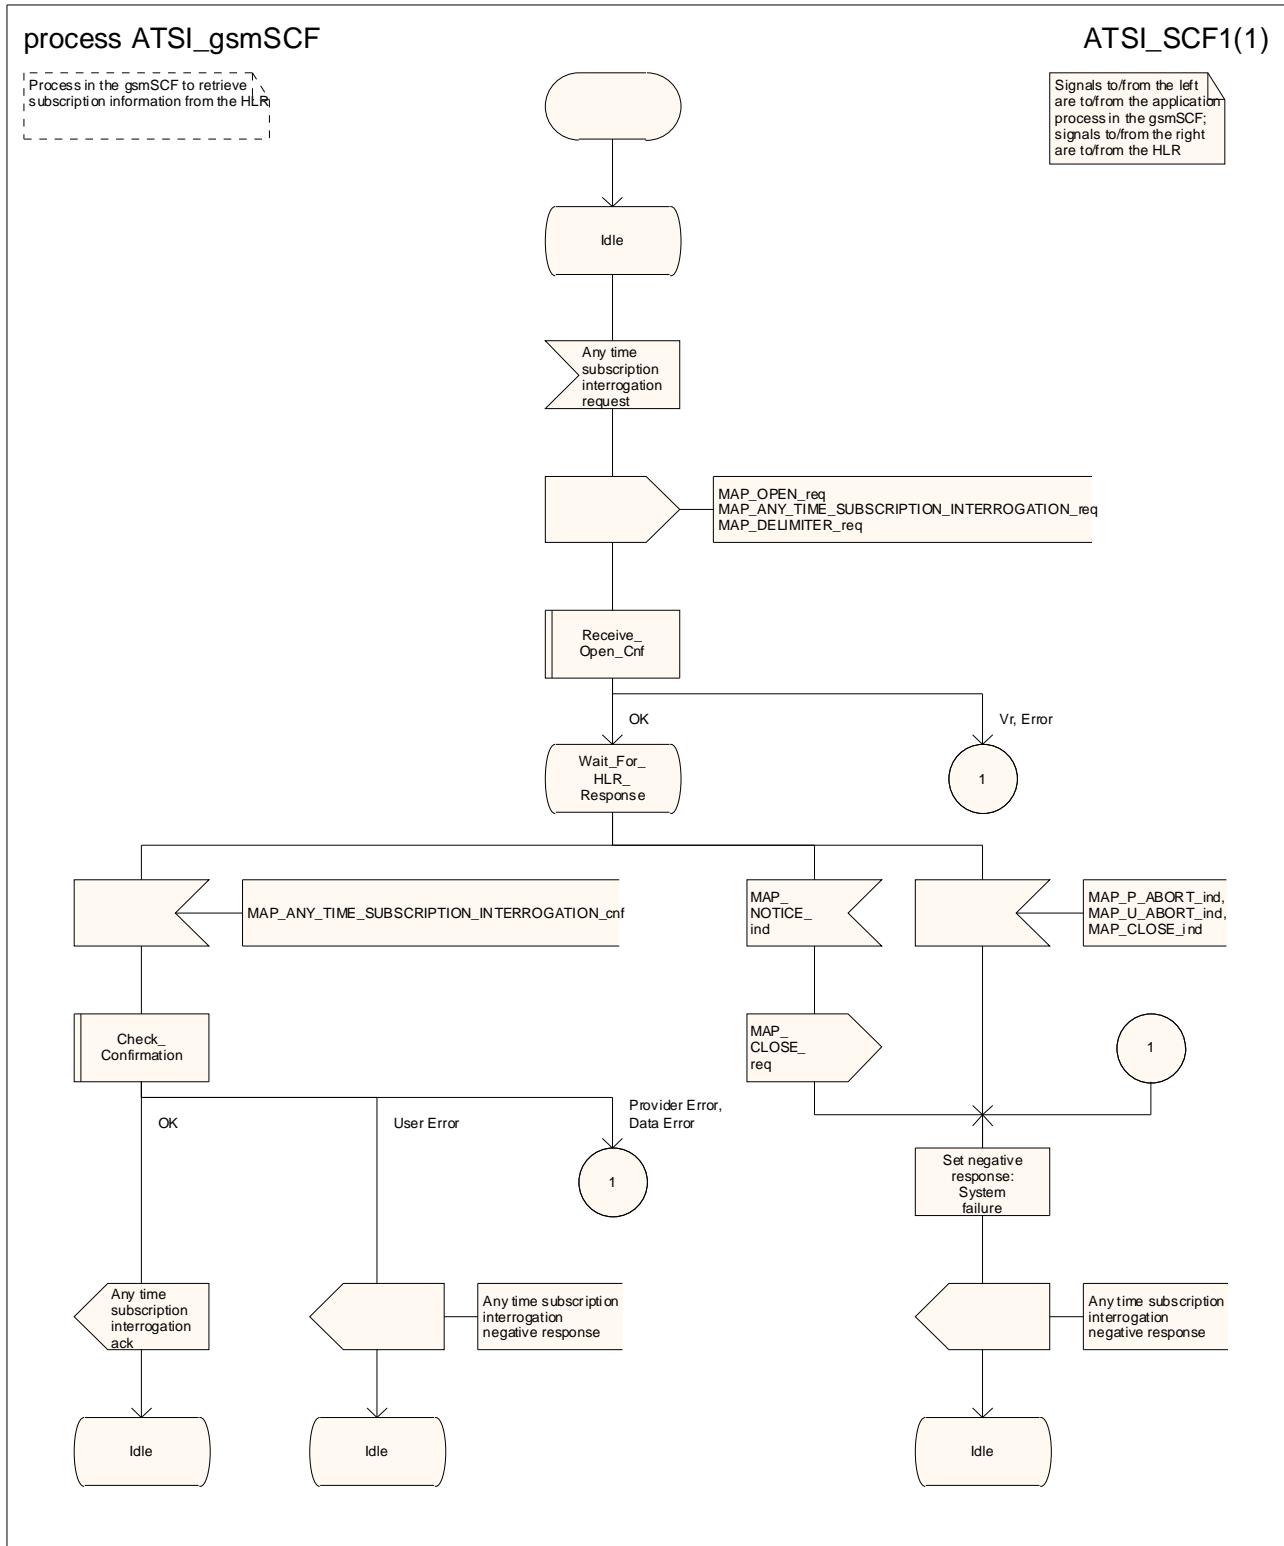 process ATSI_gsmSCF
ATSI_SCF1(1)
Process in the gsmSCF to retrieve
subscription information from the HLR
Signals to/from the left
are to/from the application
process in the gsmSCF;
signals to/from the right
are to/from the HLR
Idle
Any time
subscription
interrogation
request
MAP_OPEN_req
MAP_ANY_TIME_SUBSCRIPTION_INTERROGATION_req
MAP_DELIMITER_req
Receive_
Open_Cnf
OK
Vr, Error
Wait_For_
HLR_
Response
1
MAP_ANY_TIME_SUBSCRIPTION_INTERROGATION_cnf
MAP_
NOTICE_
ind
MAP_P_ABORT_ind,
MAP_U_ABORT_ind,
MAP_CLOSE_ind
Check_
Confirmation
MAP_
CLOSE_
req
1
OK
User Error
Provider Error,
Data Error
1
Set negative
response:
System
failure
Any time
subscription
interrogation
ack
Any time subscription
interrogation
negative response
Any time subscription
interrogation
negative response
Idle
Idle
Idle